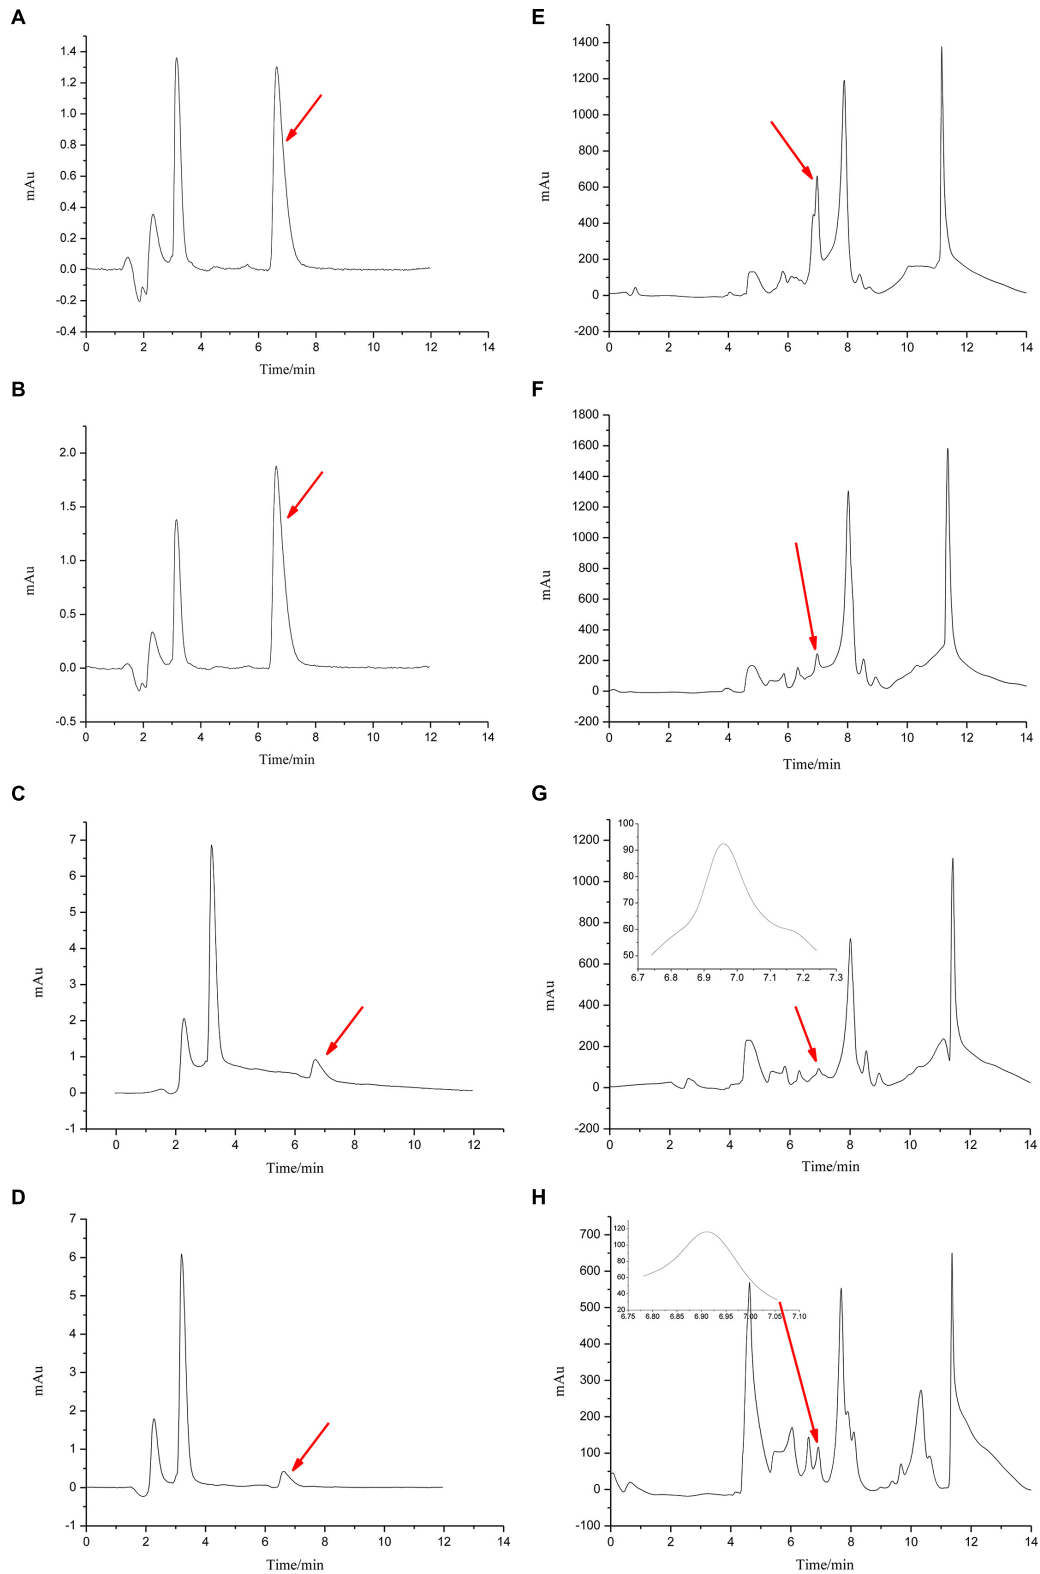 A
mAu
1.4
1.2
1.0
0.8
0.6
0.4
0.2
0.0
-0.2
-0.4
0 2 4 6 8 10 12 14
Time/min
B
mAu
2.0
1.5
1.0
0.5
0.0
-0.5
0 2 4 6 8 10 12 14
Time/min
C
mAu
7
6
5
4
3
2
1
0
-1
0 2 4 6 8 10 12
Time/min
D
mAu
7
6
5
4
3
2
1
0
-1
0 2 4 6 8 10 12
Time/min
E
mAu
1400
1200
1000
800
600
400
200
0
-200
0 2 4 6 8 10 12 14
Time/min
F
mAu
1800
1600
1400
1200
1000
800
600
400
200
0
-200
0 2 4 6 8 10 12 14
Time/min
G
mAu
1200
1000
800
600
400
200
0
-200
100
90
80
70
60
50
6.7 6.8 6.9 7.0 7.1 7.2 7.3
0 2 4 6 8 10 12 14
Time/min
H
mAu
700
600
500
400
300
200
100
0
-100
120
100
80
60
40
20
6.75 6.80 6.85 6.90 6.95 7.00 7.05 7.10
0 2 4 6 8 10 12 14
Time/min